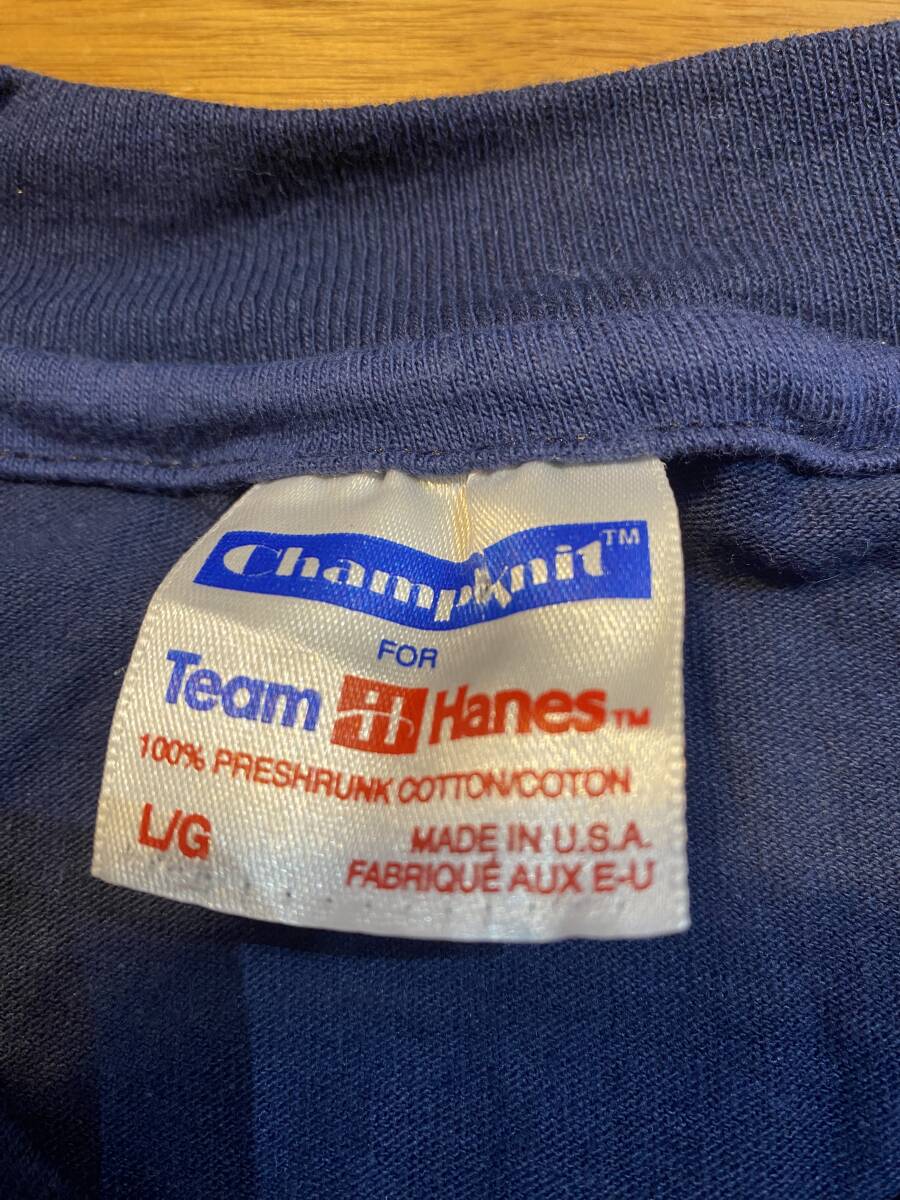 Champknit™
FOR
Team H Hanes™
100% PRESHRUNK COTTON/COTON
L/G
MADE IN U.S.A.
FABRIQUÉ AUX E-U